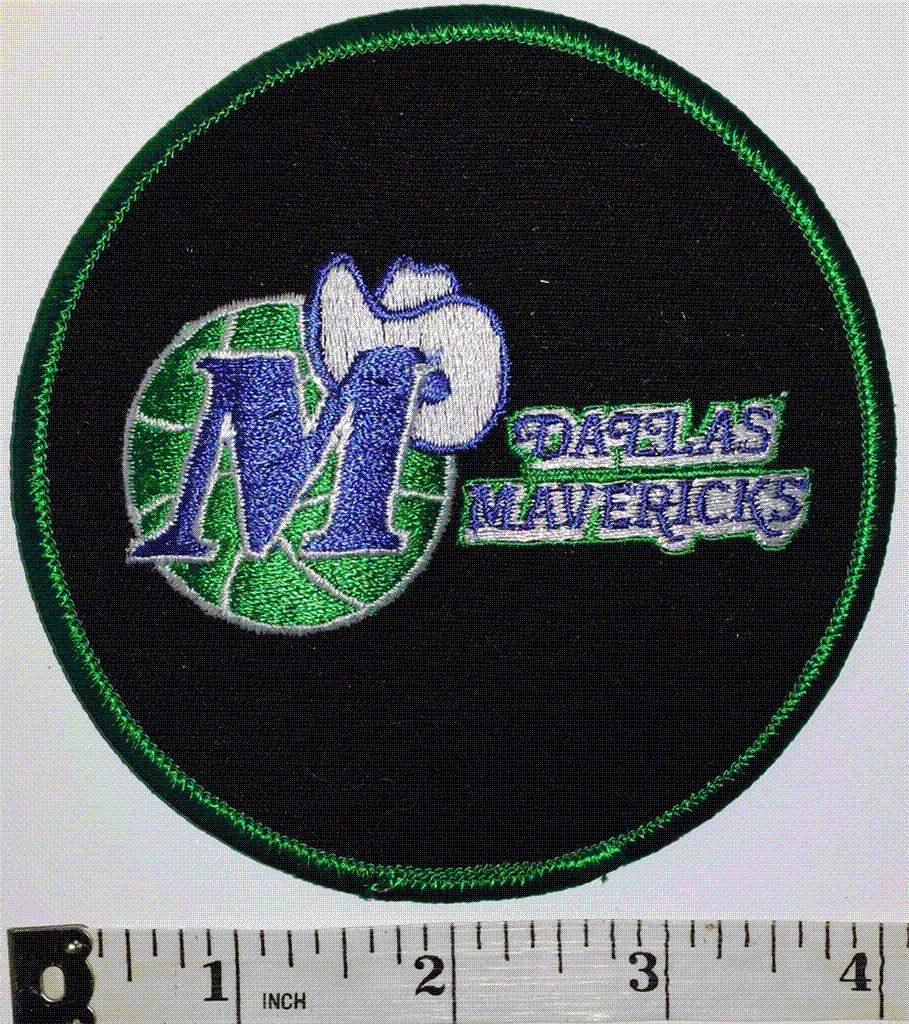 M
DALLAS
MAVERICKS
1 2 3 4
INCH